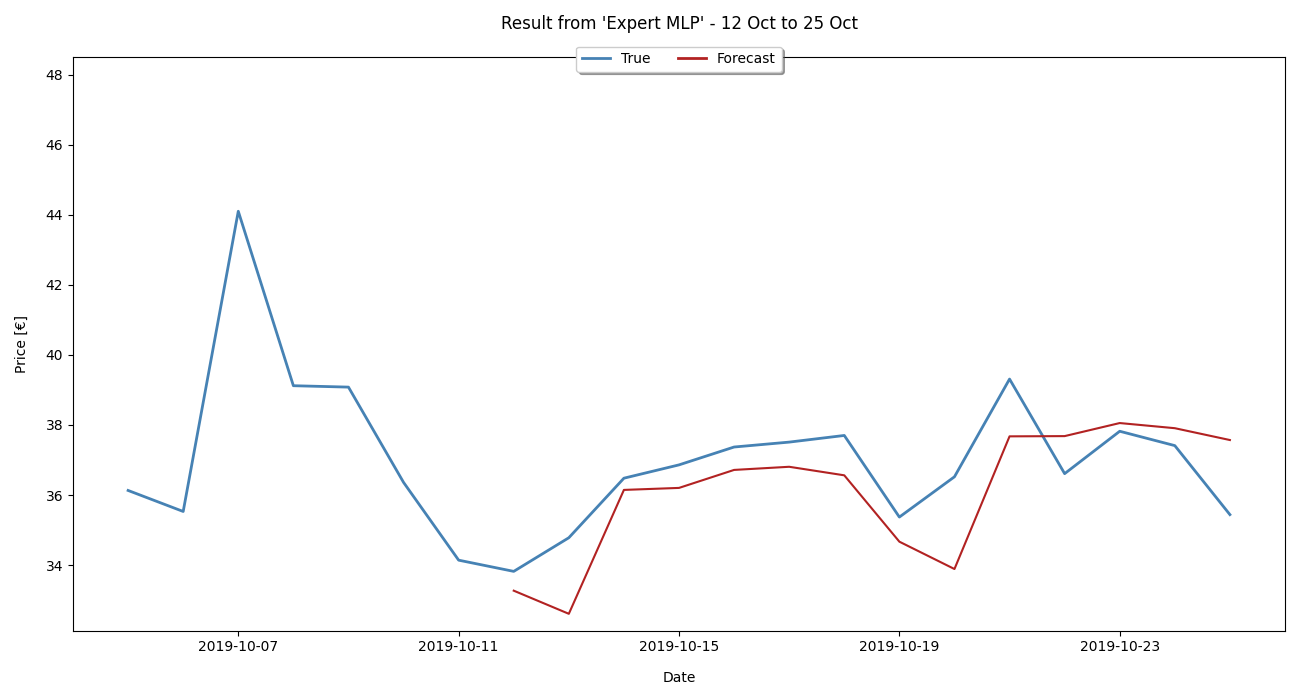 Result from 'Expert MLP' - 12 Oct to 25 Oct
True Forecast
48
46
44
42
40
38
36
34
Price [€]
2019-10-07 2019-10-11 2019-10-15 2019-10-19 2019-10-23
Date